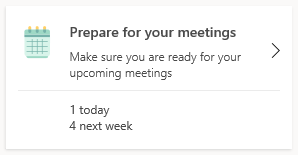 Prepare for your meetings
Make sure you are ready for your
upcoming meetings
1 today
4 next week